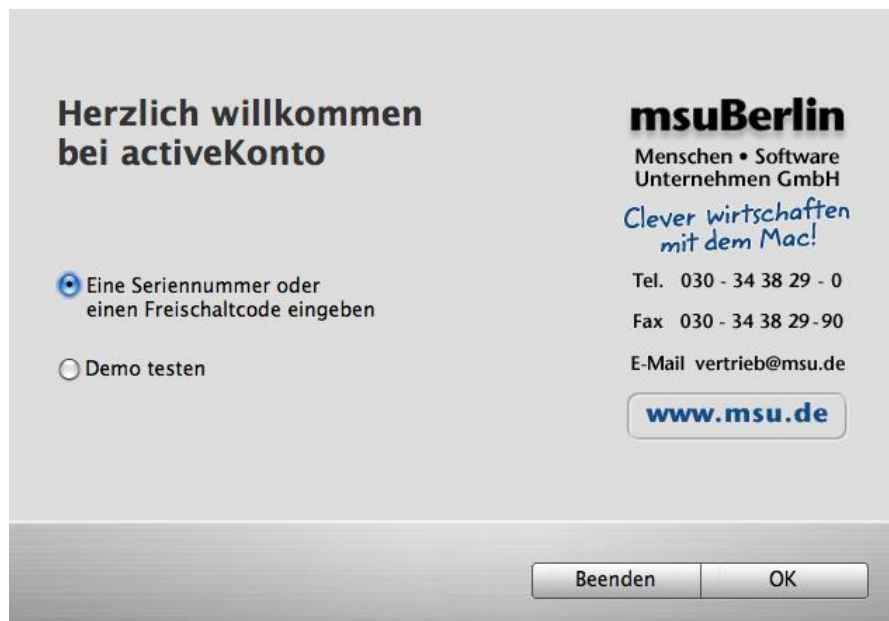 Herzlich willkommen
bei activeKonto
Eine Seriennummer oder
einen Freischaltcode eingeben
Demo testen
msuBerlin
Menschen • Software
Unternehmen GmbH
Clever wirtschaften
mit dem Mac!
Tel. 030 - 34 38 29 - 0
Fax 030 - 34 38 29 - 90
E-Mail vertrieb@msu.de
www.msu.de
Beenden
OK